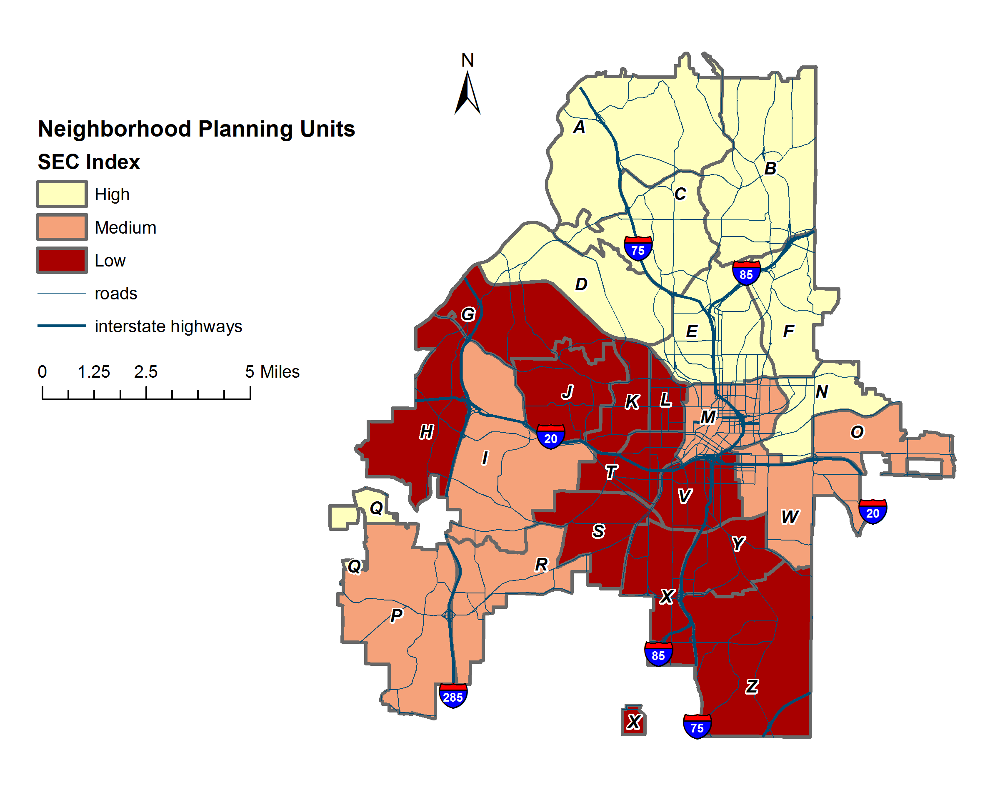 N
Neighborhood Planning Units
SEC Index
High
Medium
Low
roads
interstate highways
0 1.25 2.5 5 Miles
A
B
C
75
85
D
G
E
F
J
K
L
M
N
H
20
O
I
T
V
Q
W
20
S
Y
Q
R
X
P
85
Z
285
X
75